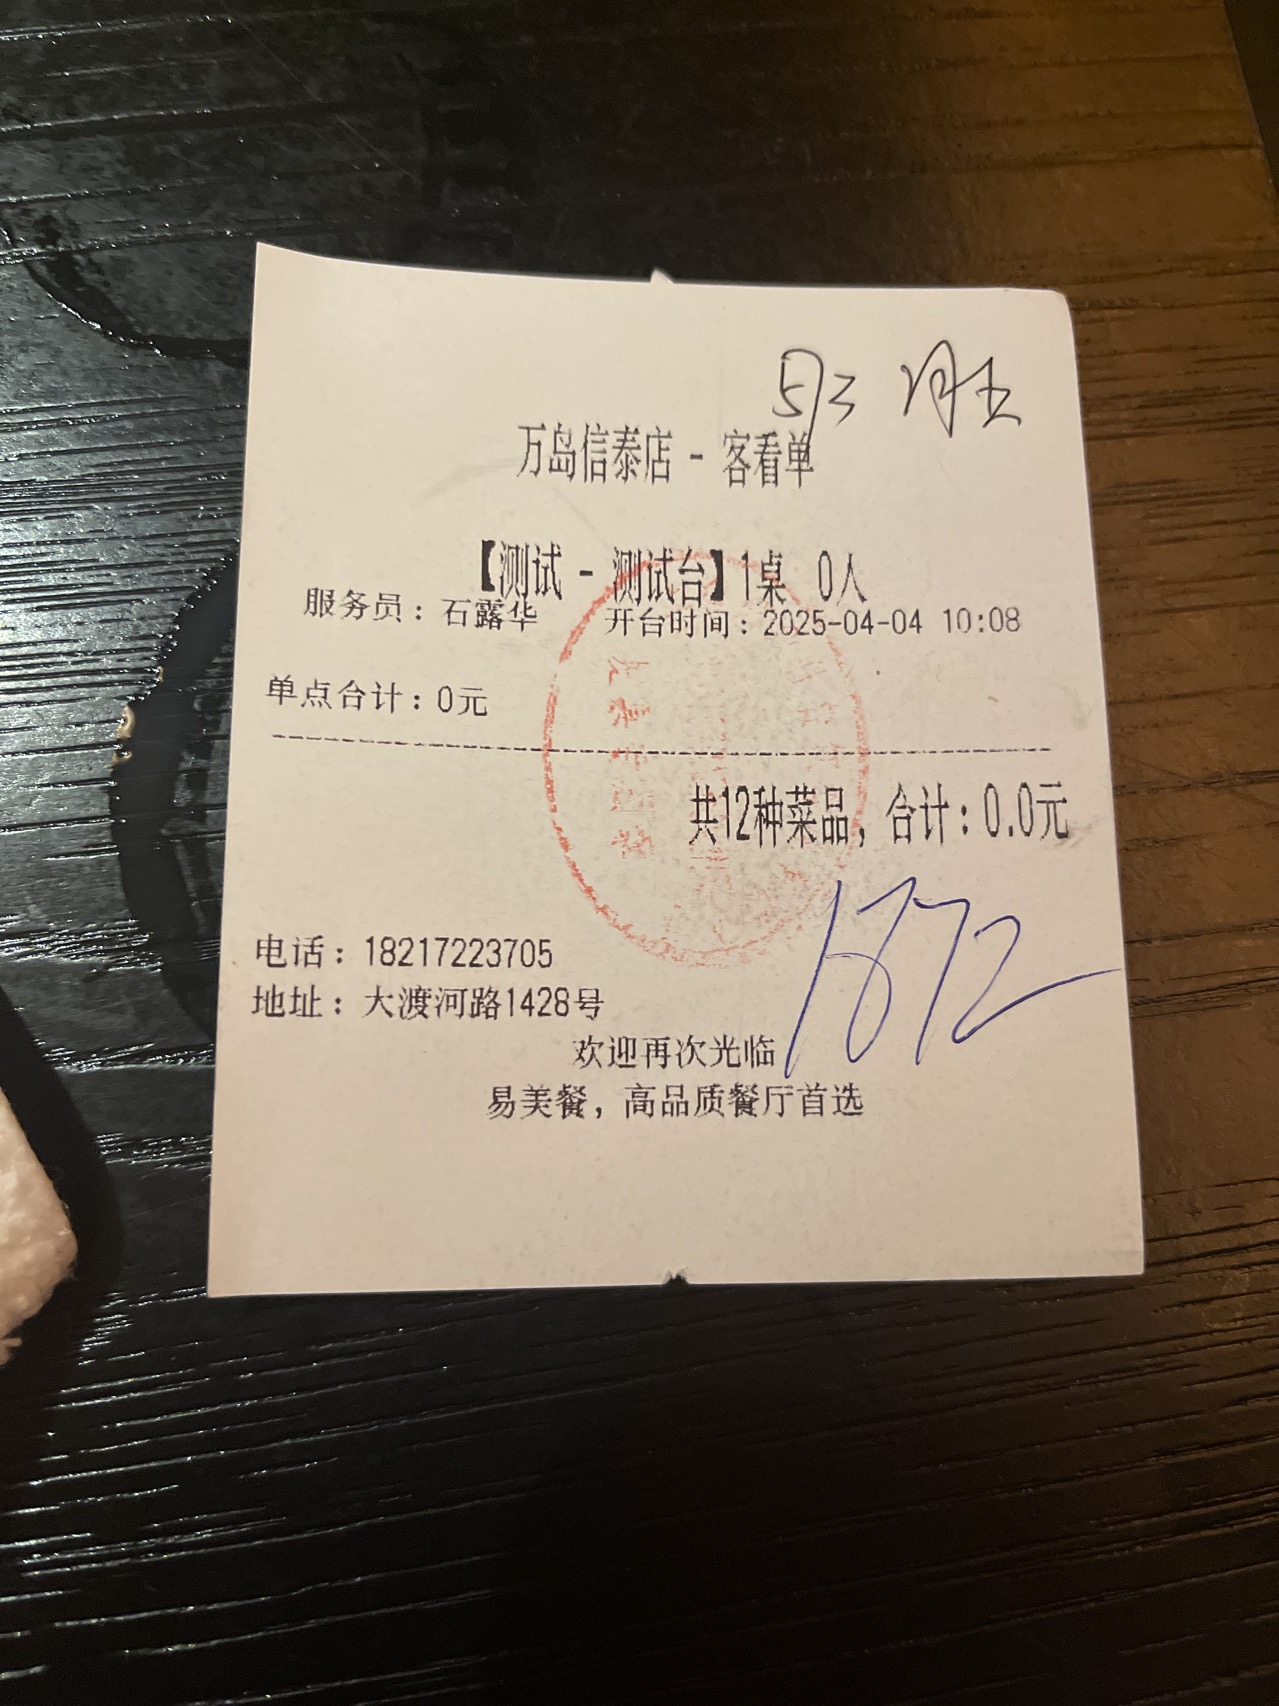 万岛信泰店 - 客看单
【测试 - 测试台】1桌 0人
服务员：石露华 开台时间：2025-04-04 10:08
单点合计：0元
共12种菜品，合计：0.0元
电话：18217223705
地址：大渡河路1428号
欢迎再次光临
易美餐，高品质餐厅首选